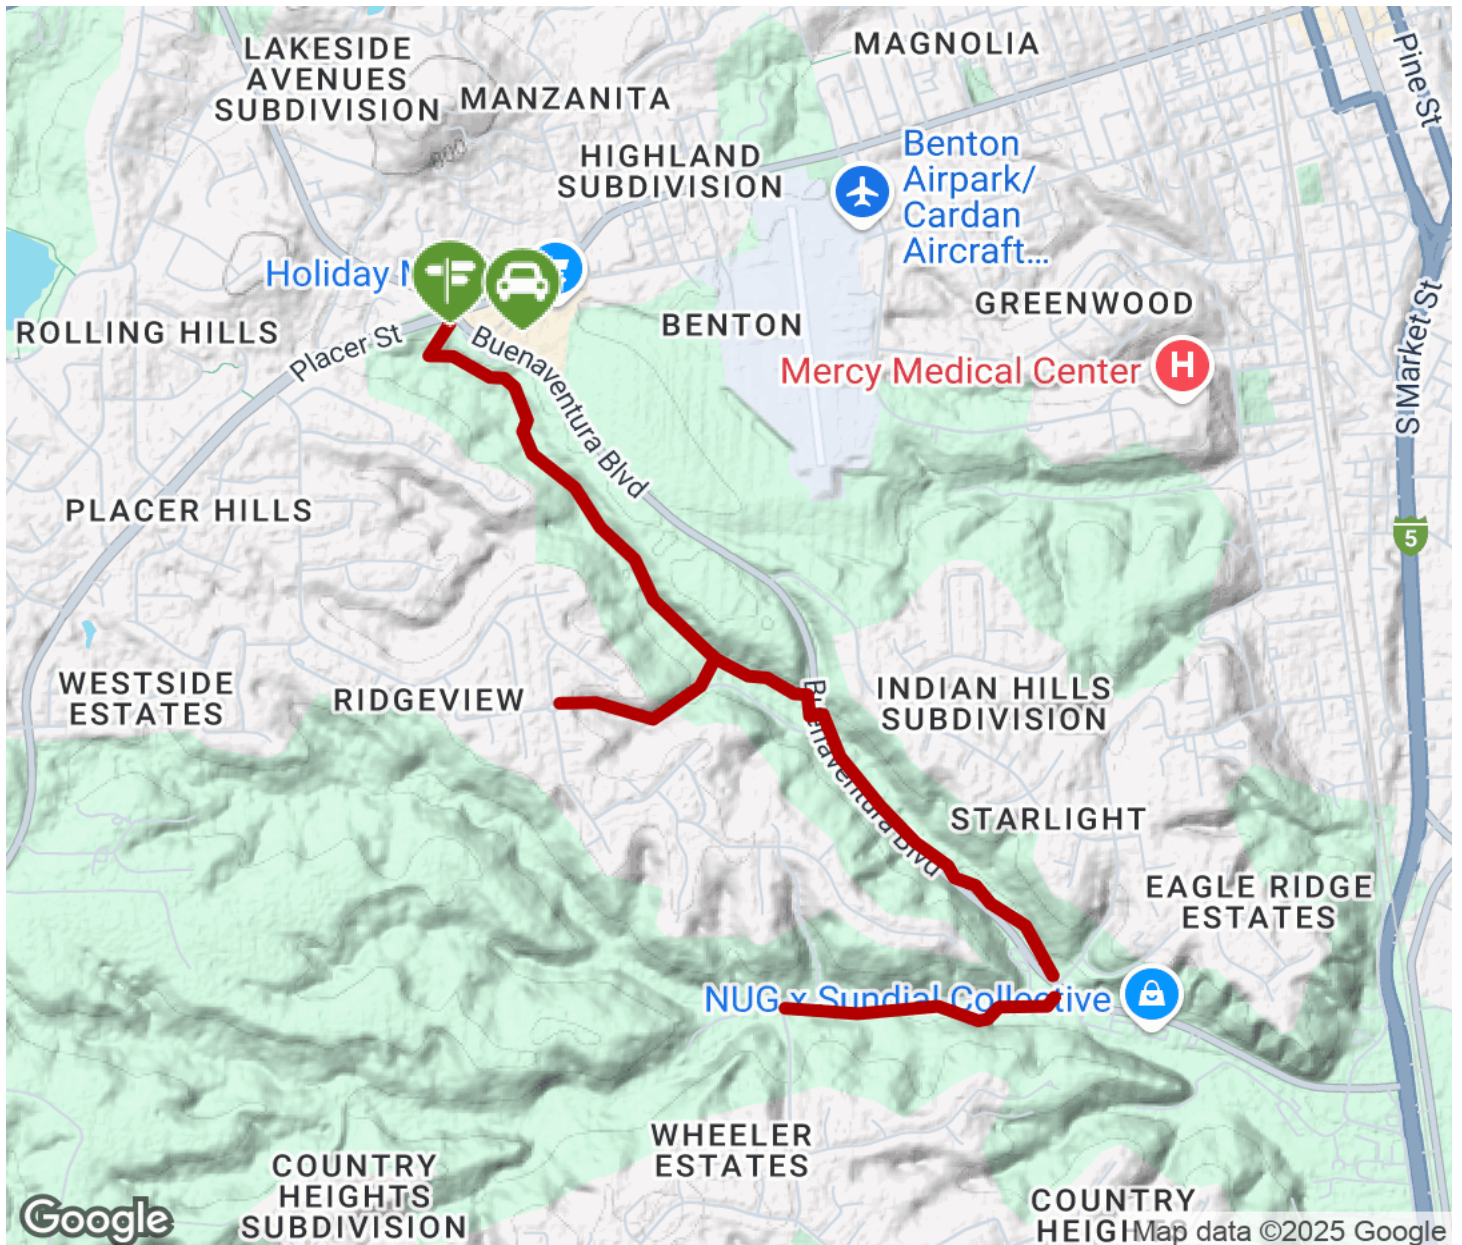 LAKESIDE
AVENUES
SUBDIVISION
MANZANITA
MAGNOLIA
Pine St
HIGHLAND
SUBDIVISION
Benton
Airpark/
Cardan
Aircraft...
Holiday
GREENWOOD
ROLLING HILLS
Placer St
BENTON
Buenaventura Blvd
Mercy Medical Center
H
S Market St
PLACER HILLS
5
WESTSIDE
ESTATES
RIDGEVIEW
INDIAN HILLS
SUBDIVISION
Buenaventura Blvd
STARLIGHT
EAGLE RIDGE
ESTATES
NUG x Sundial Collective
WHEELER
ESTATES
COUNTRY
HEIGHTS
SUBDIVISION
COUNTRY
Google
Map data ©2025 Google